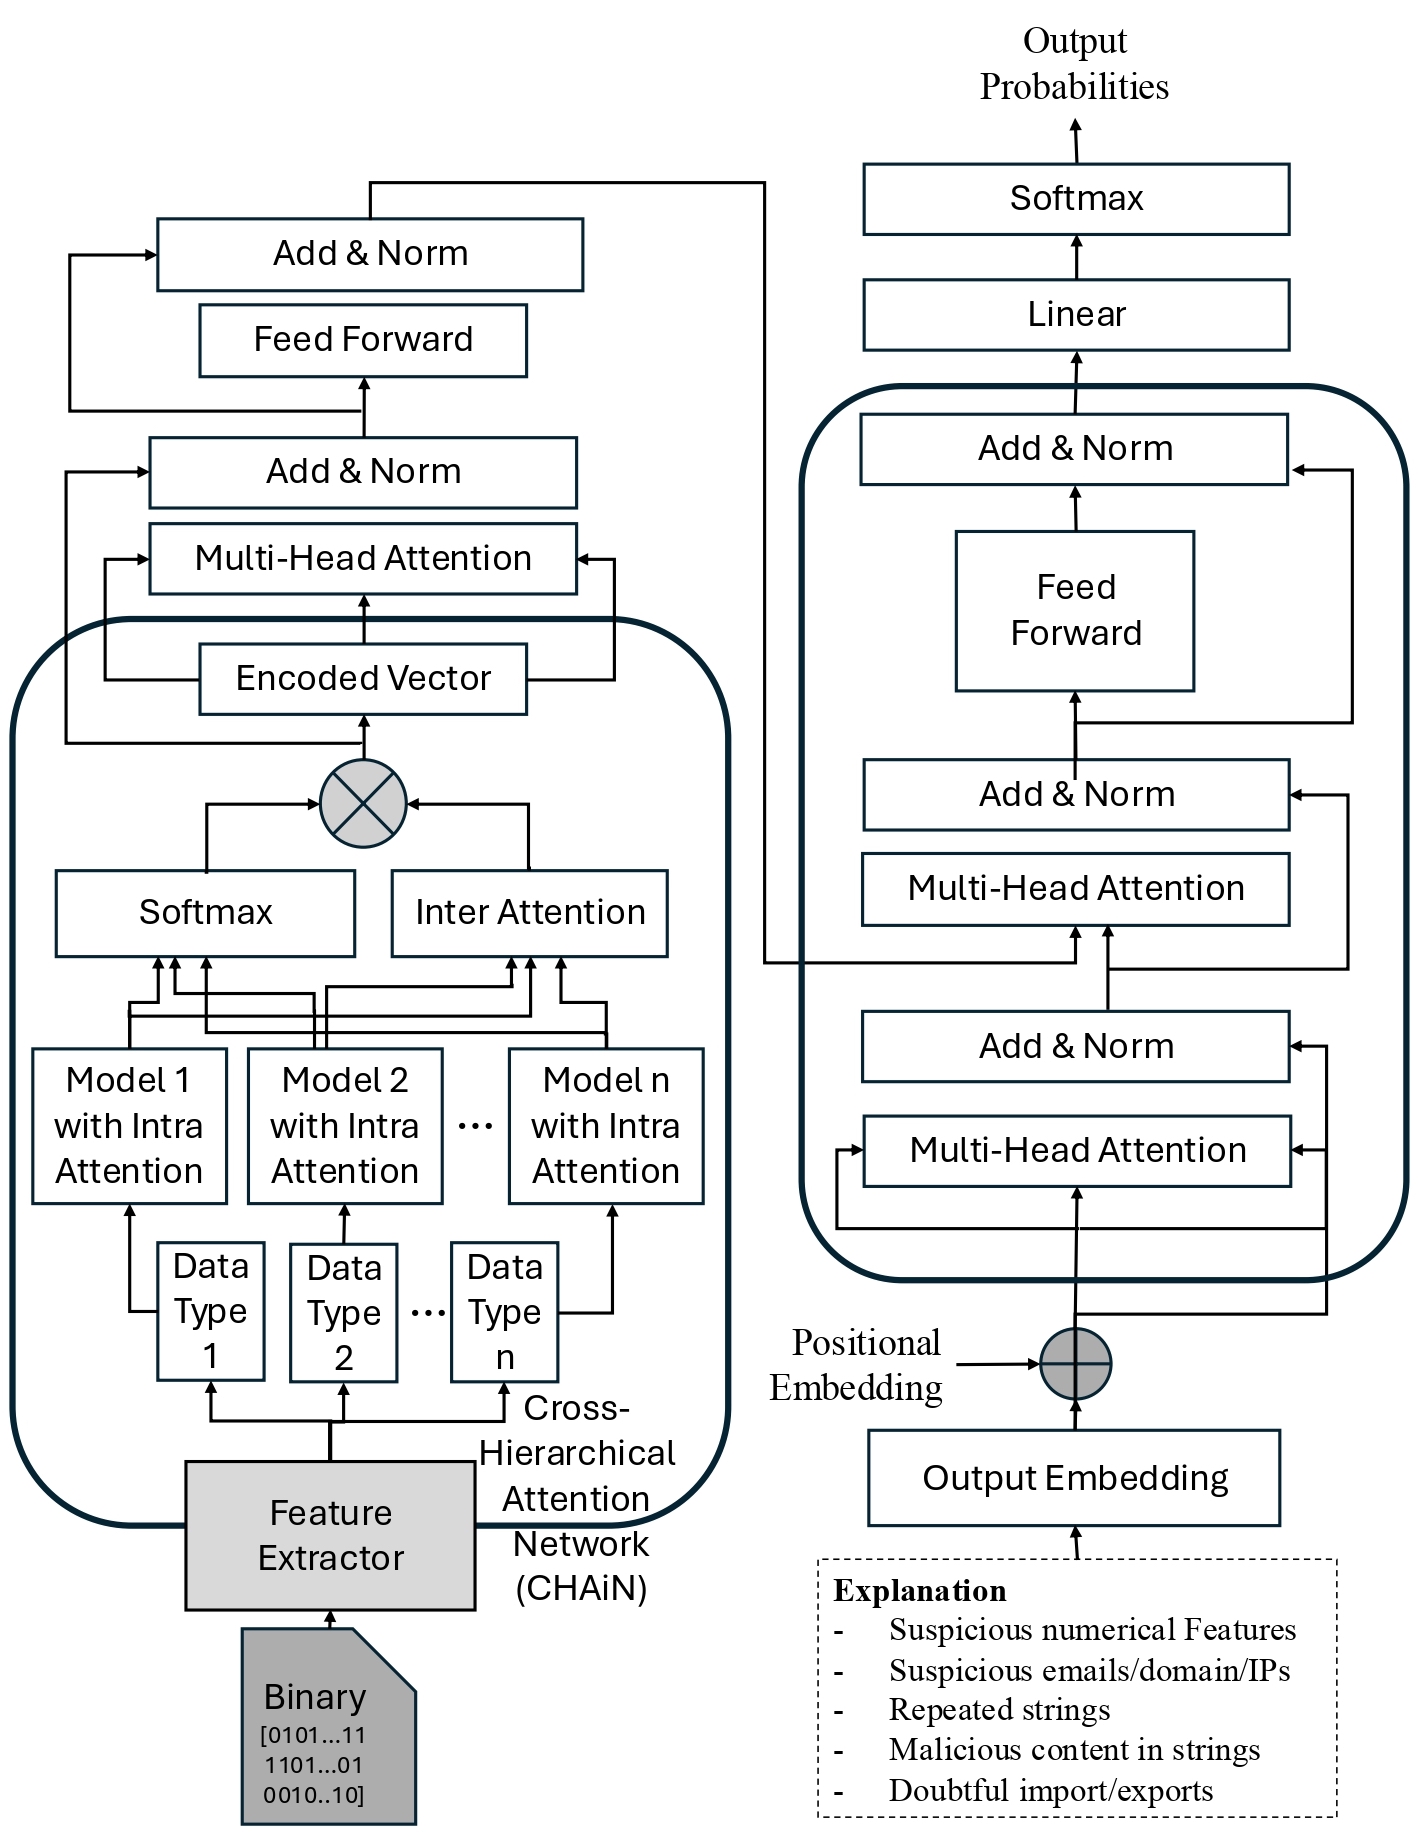 Output
Probabilities
Softmax
Linear
Add & Norm
Feed
Forward
Add & Norm
Multi-Head Attention
Add & Norm
Multi-Head Attention
Positional
Embedding
Output Embedding
Explanation
- Suspicious numerical Features
- Suspicious emails/domain/IPs
- Repeated strings
- Malicious content in strings
- Doubtful import/exports
Add & Norm
Feed Forward
Add & Norm
Multi-Head Attention
Encoded Vector
Softmax
Inter Attention
Model 1
with Intra
Attention
Model 2
with Intra
Attention
...
Model n
with Intra
Attention
Data
Type
1
Data
Type
2
...
Data
Type
n
Cross-
Hierarchical
Attention
Network
(CHAiN)
Feature
Extractor
Binary
[0101...11
1101...01
0010..10]